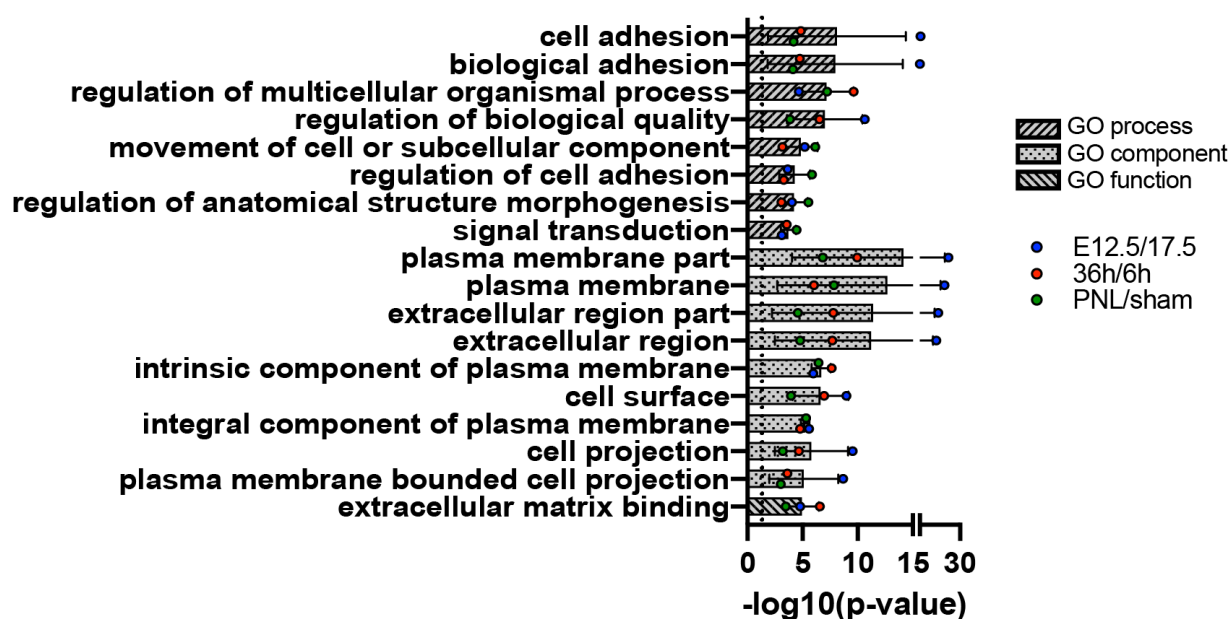 cell adhesion
biological adhesion
regulation of multicellular organismal process
regulation of biological quality
movement of cell or subcellular component
regulation of cell adhesion
regulation of anatomical structure morphogenesis
signal transduction
plasma membrane part
plasma membrane
extracellular region part
extracellular region
intrinsic component of plasma membrane
cell surface
integral component of plasma membrane
cell projection
plasma membrane bounded cell projection
extracellular matrix binding
0 5 10 15 30
-log10(p-value)
GO process
GO component
GO function
E12.5/17.5
36h/6h
PNL/sham